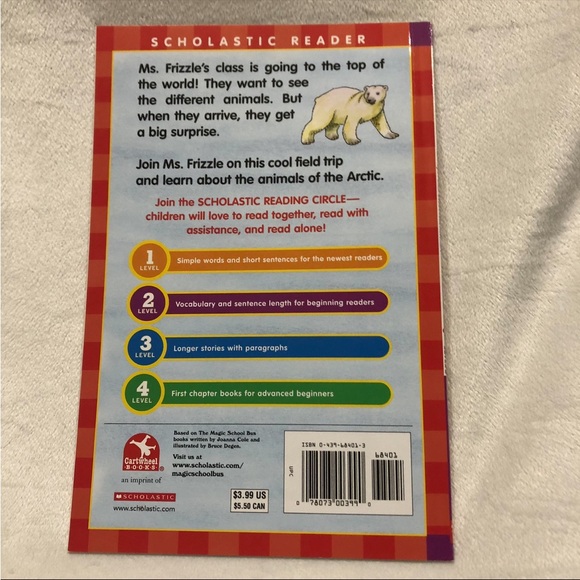 SCHOLASTIC READER
Ms. Frizzle's class is going to the top of
the world! They want to see
the different animals. But
when they arrive, they get
a big surprise.
Join Ms. Frizzle on this cool field trip
and learn about the animals of the Arctic.
Join the SCHOLASTIC READING CIRCLE—
children will love to read together, read with
assistance, and read alone!
1
LEVEL
Simple words and short sentences for the newest readers
2
LEVEL
Vocabulary and sentence length for beginning readers
3
LEVEL
Longer stories with paragraphs
4
LEVEL
First chapter books for advanced beginners
Cartwheel
BOOKS
®
an imprint of
SCHOLASTIC
www.scholastic.com
Based on The Magic School Bus
books written by Joanna Cole and
illustrated by Bruce Degen.
Visit us at
www.scholastic.com/
magicschoolbus
$3.99 US
$5.50 CAN
ISBN 0-439-68401-3
68401
0 78073 00399 0